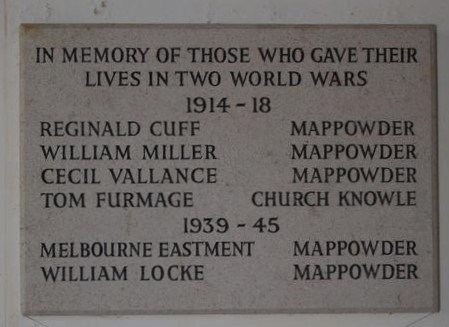 IN MEMORY OF THOSE WHO GAVE THEIR
LIVES IN TWO WORLD WARS
1914 - 18
REGINALD CUFF MAPPOWDER
WILLIAM MILLER MAPPOWDER
CECIL VALLANCE MAPPOWDER
TOM FURMAGE CHURCH KNOWLE
1939 - 45
MELBOURNE EASTMENT MAPPOWDER
WILLIAM LOCKE MAPPOWDER